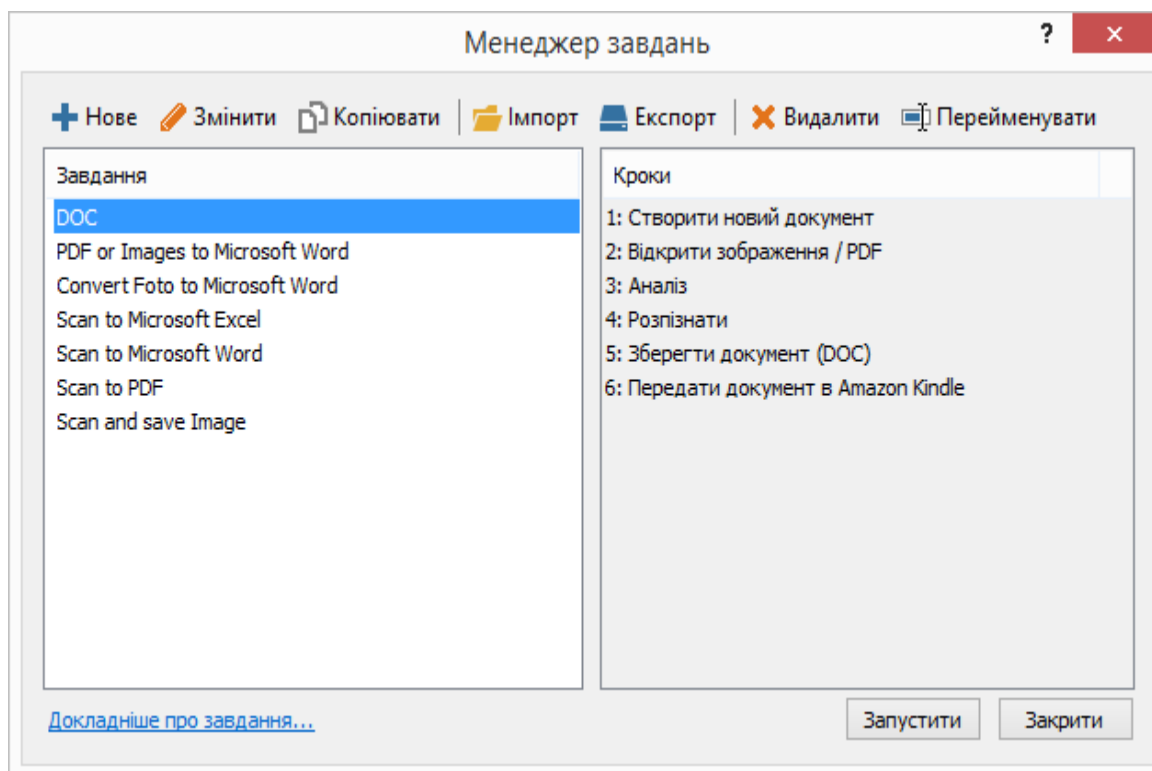 Менеджер завдань
?
Нове Змінити Копіювати Імпорт Експорт Видалити Перейменувати
Завдання
DOC
PDF or Images to Microsoft Word
Convert Foto to Microsoft Word
Scan to Microsoft Excel
Scan to Microsoft Word
Scan to PDF
Scan and save Image
Кроки
1: Створити новий документ
2: Відкрити зображення / PDF
3: Аналіз
4: Розпізнати
5: Зберегти документ (DOC)
6: Передати документ в Amazon Kindle
Докладніше про завдання...
Запустити Закрити